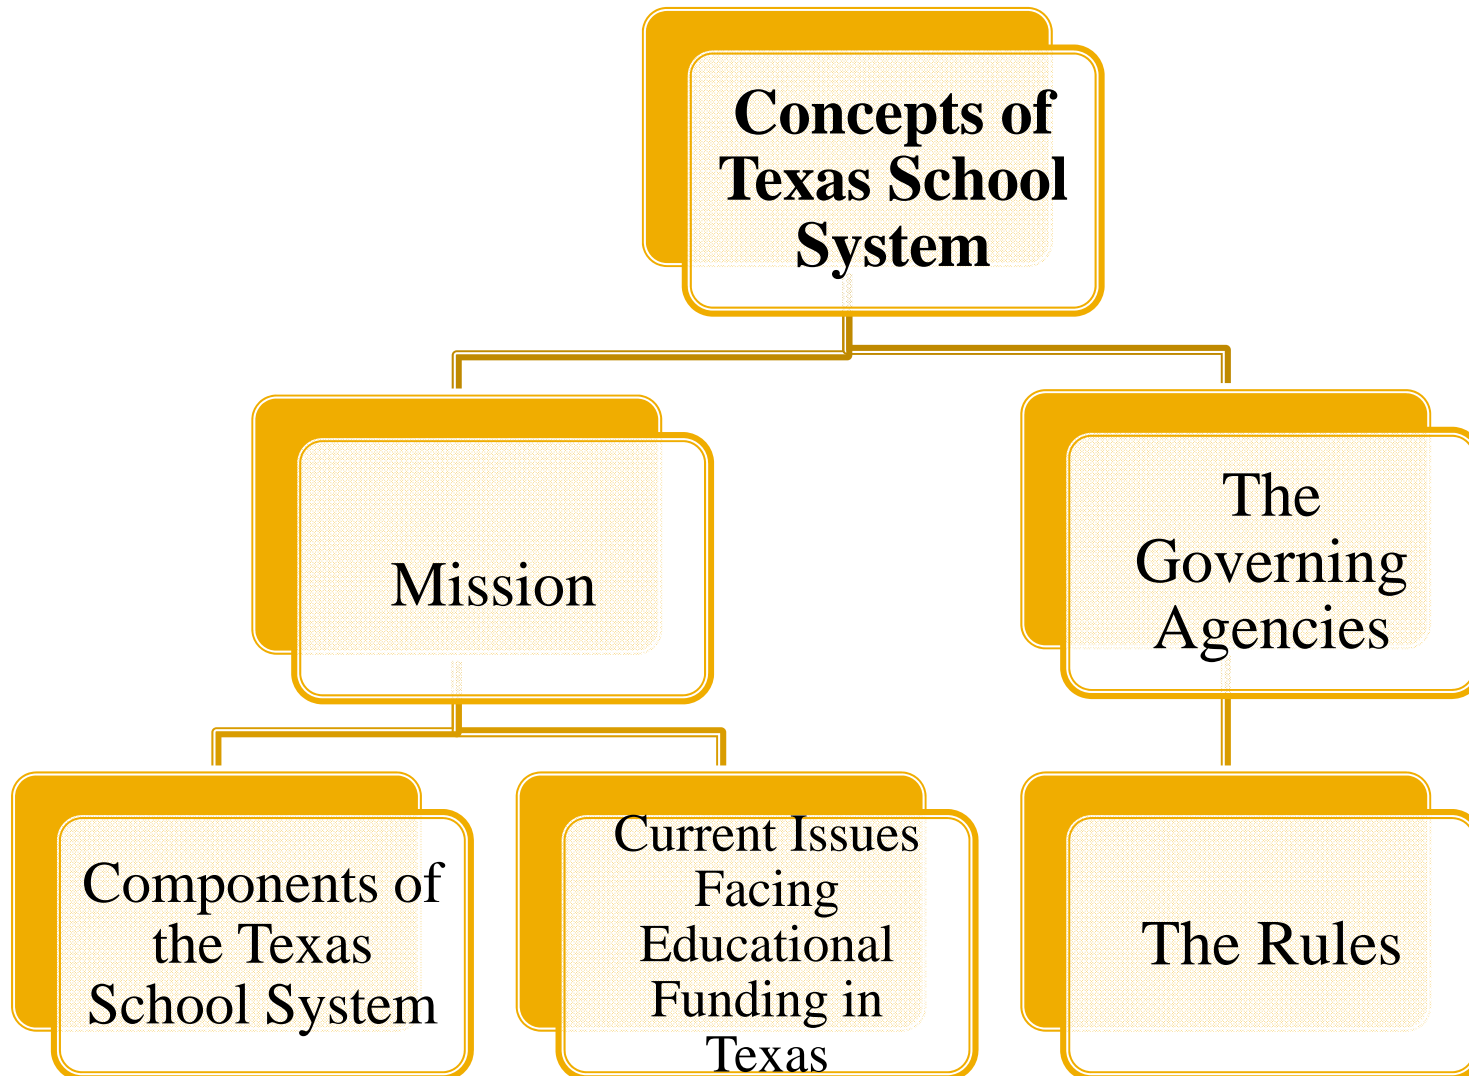 Concepts of
Texas School
System
Mission
The
Governing
Agencies
Components of
the Texas
School System
Current Issues
Facing
Educational
Funding in
Texas
The Rules